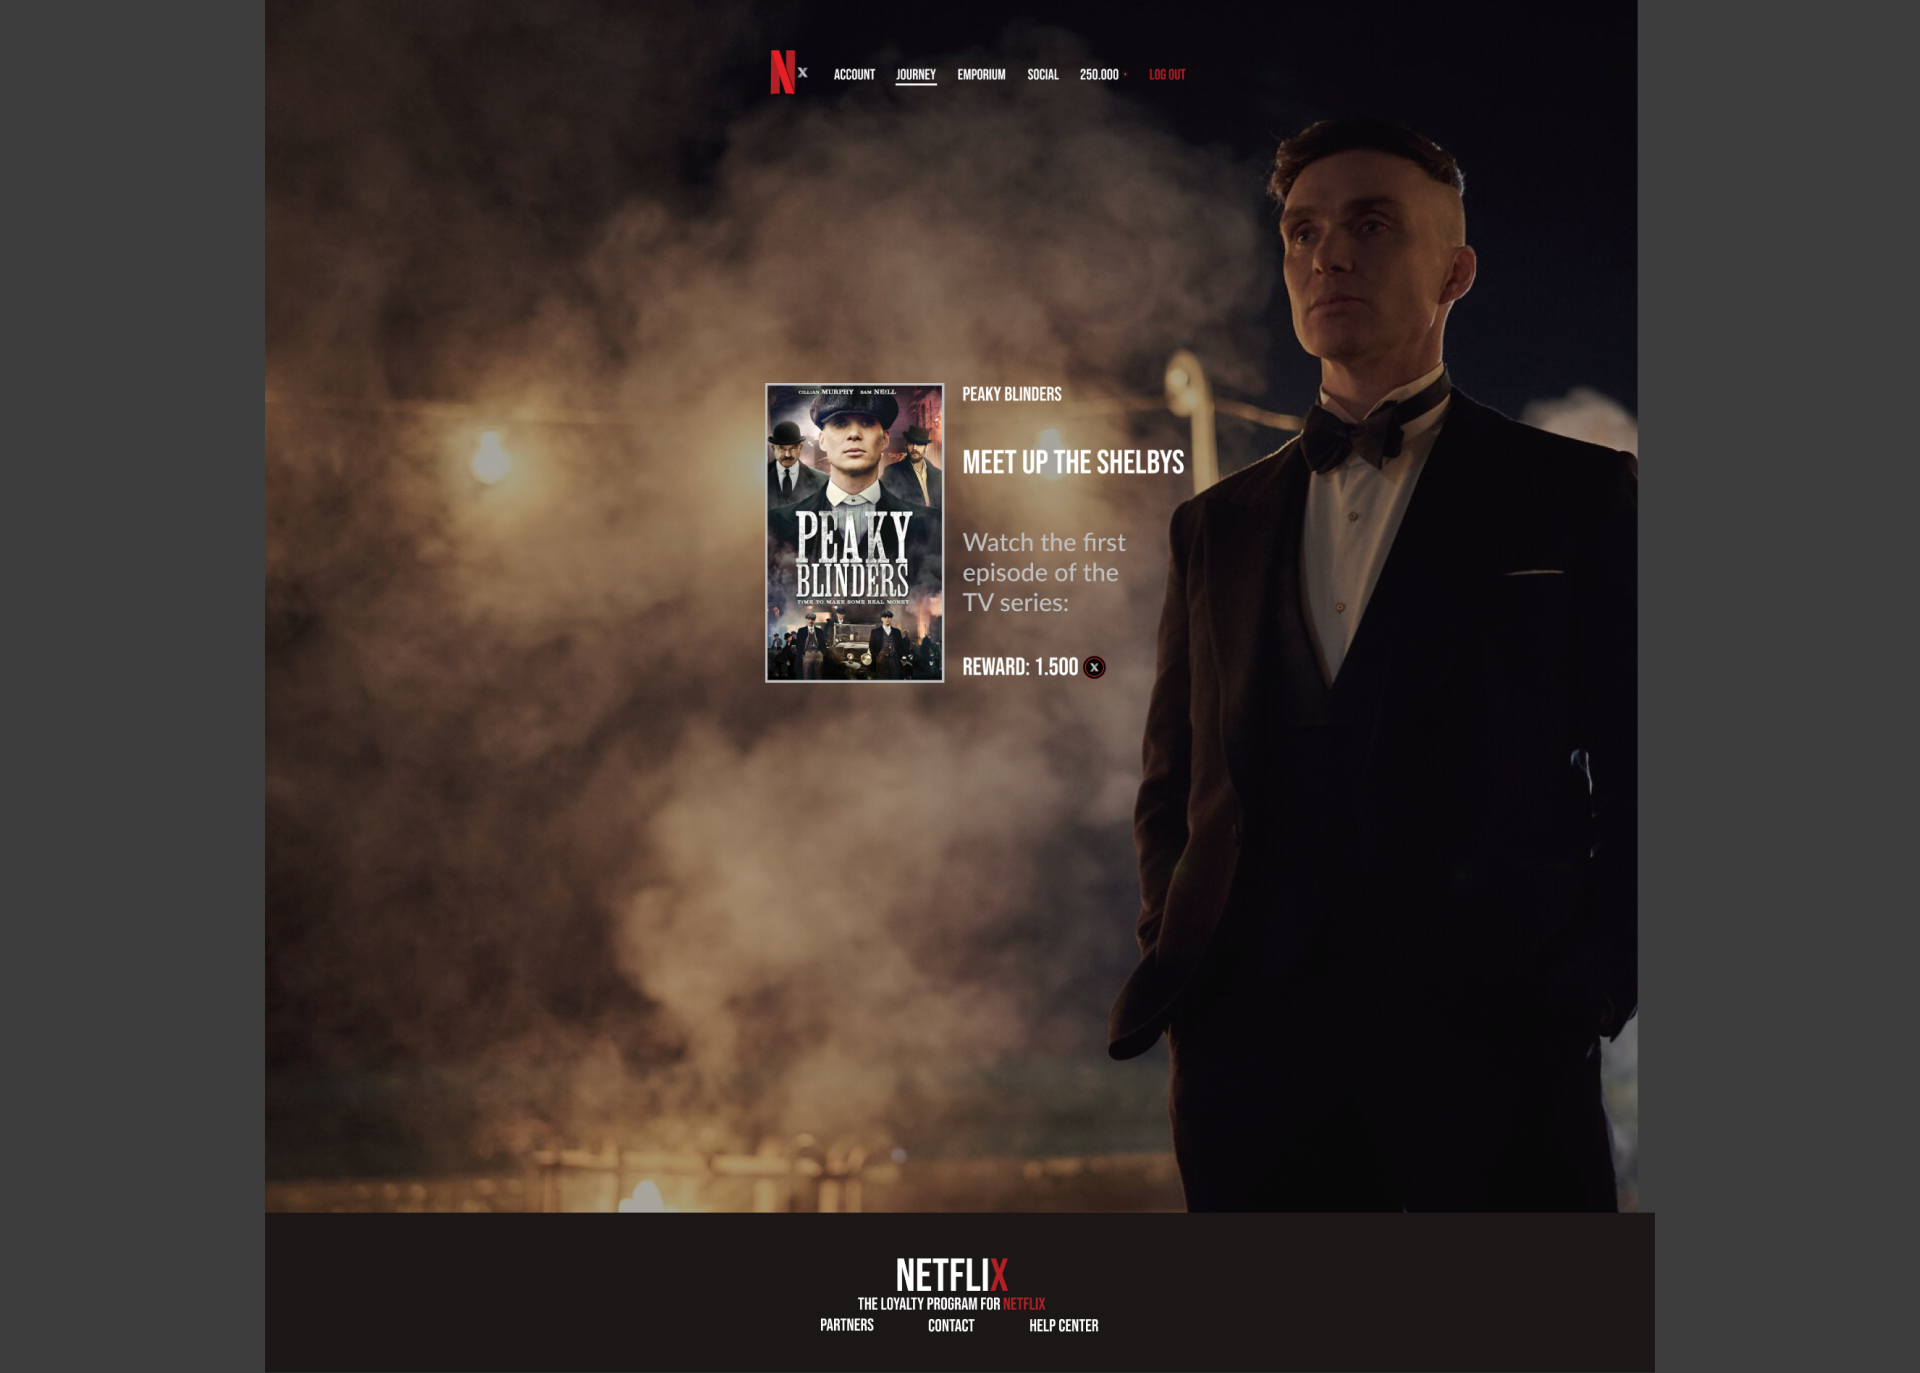 N x
ACCOUNT JOURNEY EMPORIUM SOCIAL 250.000 LOG OUT
CILLIAN MURPHY SAM NEILL
PEAKY
BLINDERS
TIME TO MAKE SOME REAL MONEY
PEAKY BLINDERS
MEET UP THE SHELBYS
Watch the first
episode of the
TV series:
REWARD: 1.500 X
NETFLIX
THE LOYALTY PROGRAM FOR NETFLIX
PARTNERS CONTACT HELP CENTER